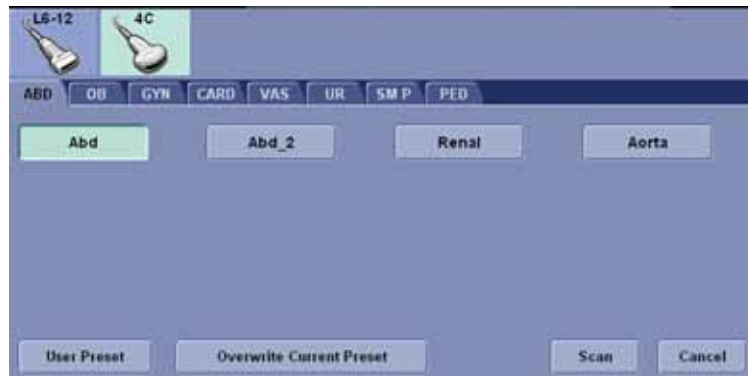 L6-12 4C
ABD OB GYN CARD VAS UR SM P PED
Abd Abd_2 Renal Aorta
User Preset Overwrite Current Preset Scan Cancel